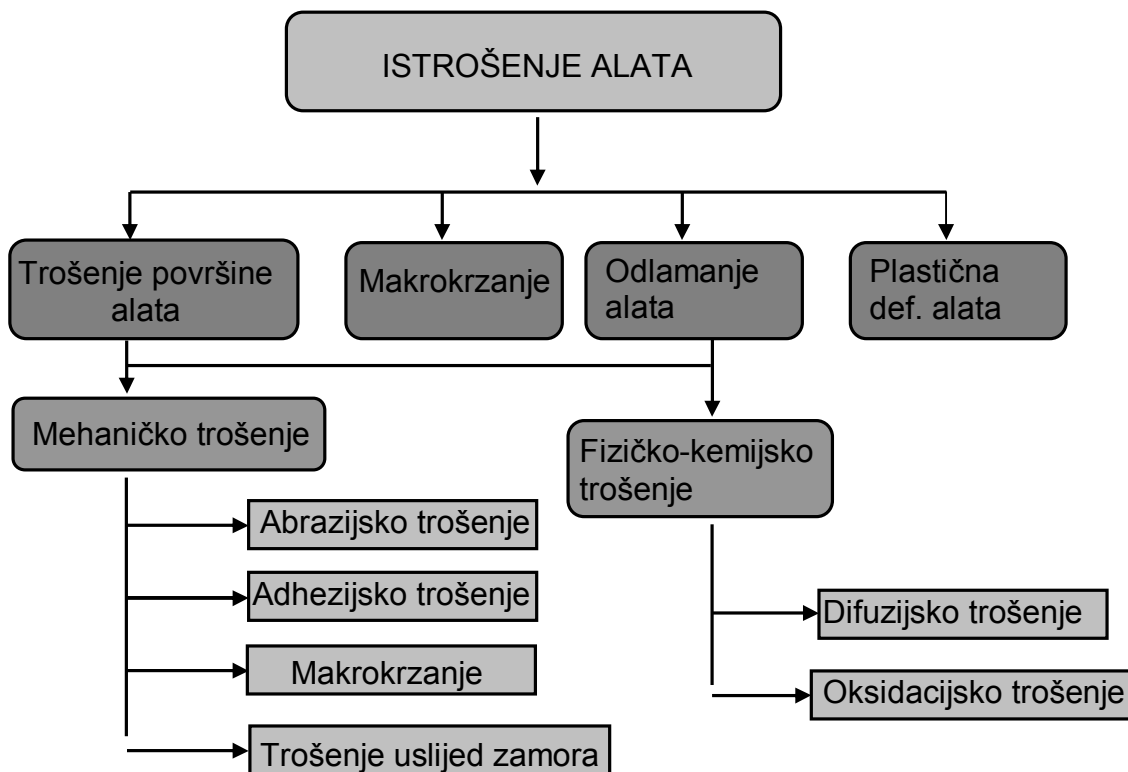 ISTROŠENJE ALATA
Trošenje površine
alata
Makrokrzanje
Odlamanje
alata
Plastična
def. alata
Mehaničko trošenje
Fizičko-kemijsko
trošenje
Abrazijsko trošenje
Adhezijsko trošenje
Makrokrzanje
Trošenje uslijed zamora
Difuzijsko trošenje
Oksidacijsko trošenje